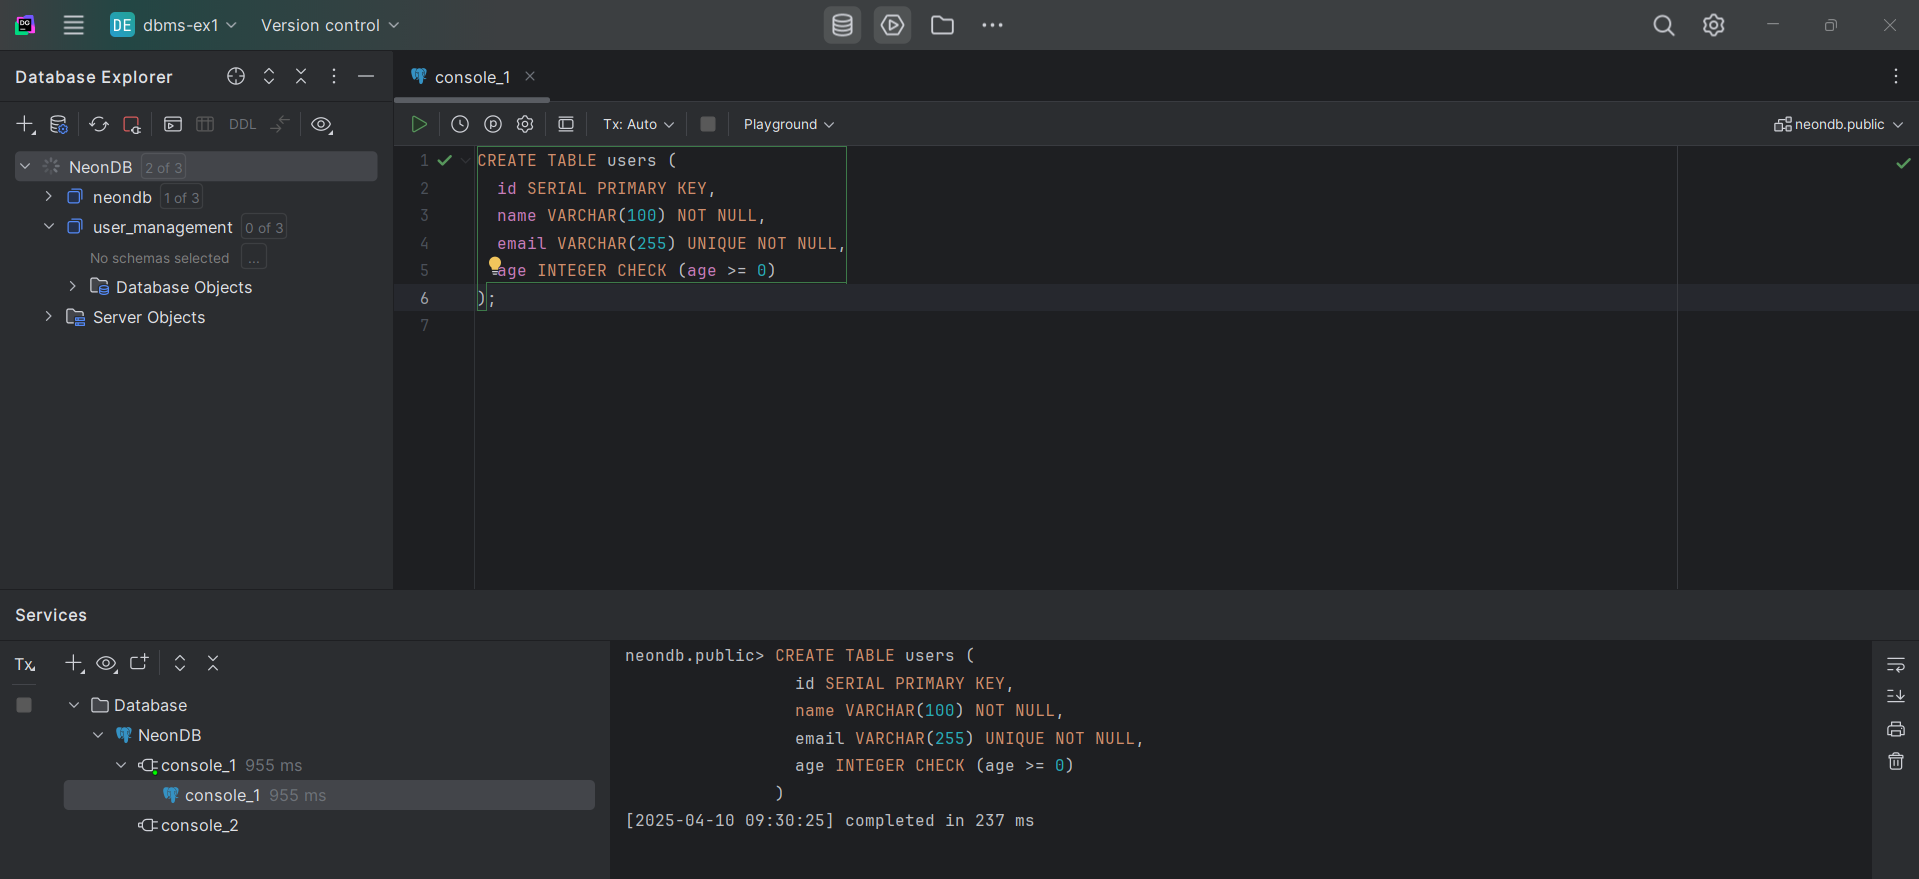 DG
DE dbms-ex1 Version control
Database Explorer
console_1
DDL
Tx: Auto Playground neondb.public
NeonDB 2 of 3
neondb 1 of 3
user_management 0 of 3
No schemas selected ...
Database Objects
Server Objects
1 CREATE TABLE users (
2 id SERIAL PRIMARY KEY,
3 name VARCHAR(100) NOT NULL,
4 email VARCHAR(255) UNIQUE NOT NULL,
5 age INTEGER CHECK (age >= 0)
6 );
7
Services
Tx
Database
NeonDB
console_1 955 ms
console_1 955 ms
console_2
neondb.public> CREATE TABLE users (
id SERIAL PRIMARY KEY,
name VARCHAR(100) NOT NULL,
email VARCHAR(255) UNIQUE NOT NULL,
age INTEGER CHECK (age >= 0)
)
[2025-04-10 09:30:25] completed in 237 ms